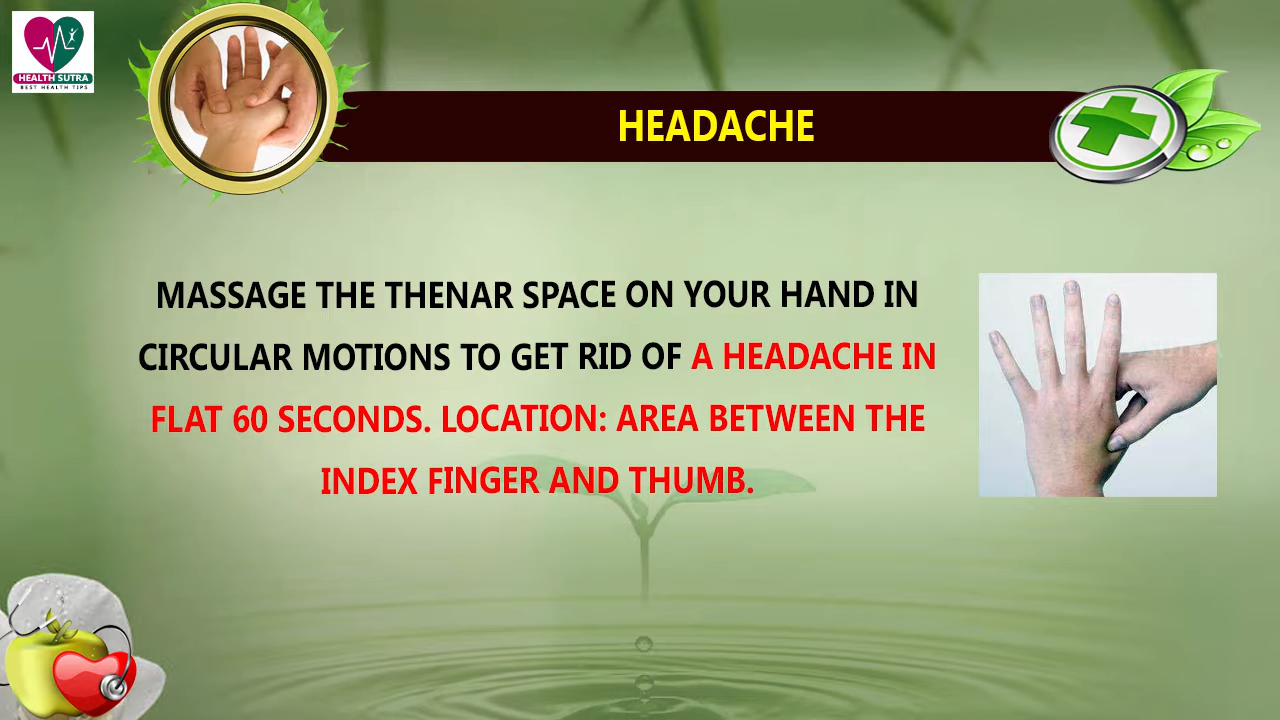 HEALTH SUTRA
BEST HEALTH TIPS
HEADACHE
MASSAGE THE THENAR SPACE ON YOUR HAND IN
CIRCULAR MOTIONS TO GET RID OF A HEADACHE IN
FLAT 60 SECONDS. LOCATION: AREA BETWEEN THE
INDEX FINGER AND THUMB.